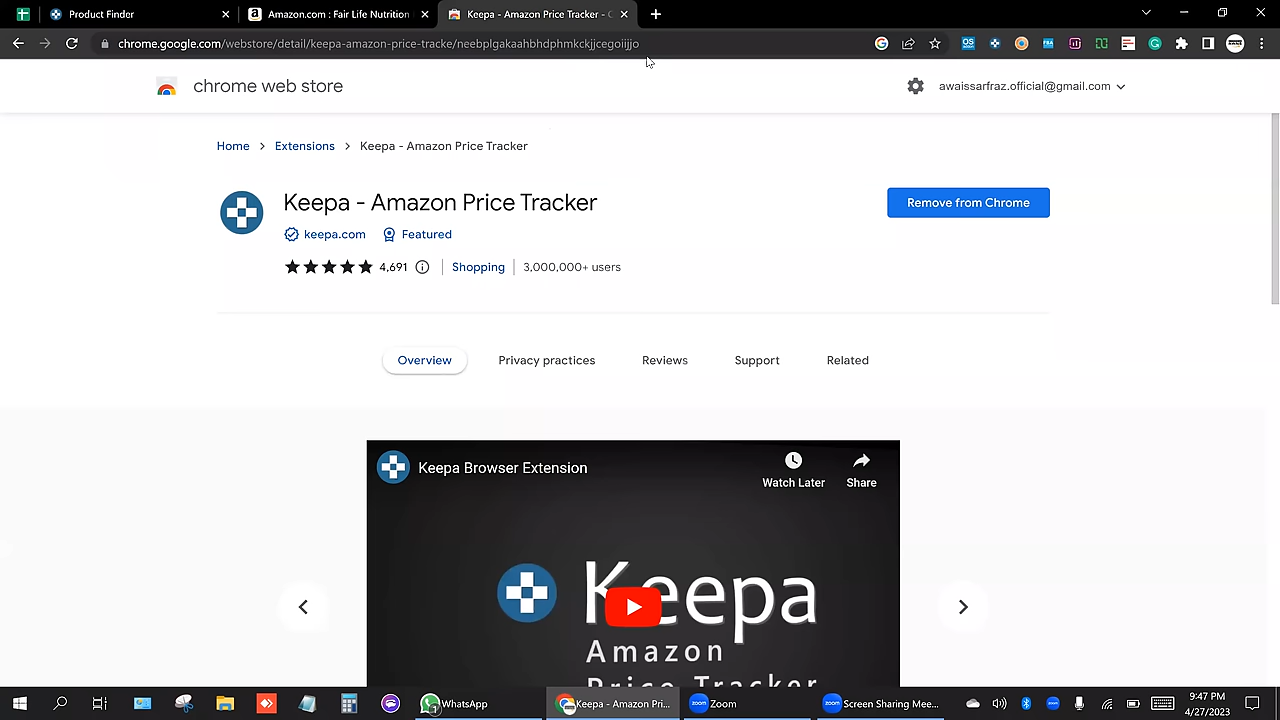 Product Finder
Amazon.com : Fair Life Nutrition
Keepa - Amazon Price Tracker - C
chrome.google.com/webstore/detail/keepa-amazon-price-tracke/neebplgakaahbhdphmkckjjcegoiijjo
chrome web store
awaissarfraz.official@gmail.com
Home > Extensions > Keepa - Amazon Price Tracker
Keepa - Amazon Price Tracker
Remove from Chrome
keepa.com Featured
4,691 Shopping 3,000,000+ users
Overview Privacy practices Reviews Support Related
Keepa Browser Extension
Watch Later Share
Keepa
Amazon
Price Tracker
WhatsApp
Keepa - Amazon Pri...
zoom Zoom
zoom Screen Sharing Mee...
9:47 PM
4/27/2023